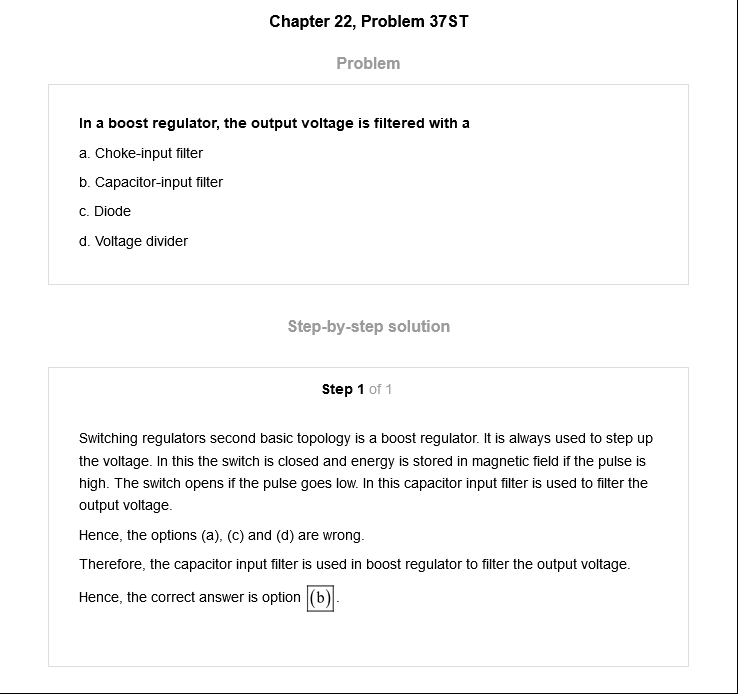 Chapter 22, Problem 37ST
Problem
In a boost regulator, the output voltage is filtered with a
a. Choke-input filter
b. Capacitor-input filter
c. Diode
d. Voltage divider
Step-by-step solution
Step 1 of 1
Switching regulators second basic topology is a boost regulator. It is always used to step up
the voltage. In this the switch is closed and energy is stored in magnetic field if the pulse is
high. The switch opens if the pulse goes low. In this capacitor input filter is used to filter the
output voltage.
Hence, the options (a), (c) and (d) are wrong.
Therefore, the capacitor input filter is used in boost regulator to filter the output voltage.
Hence, the correct answer is option (b).